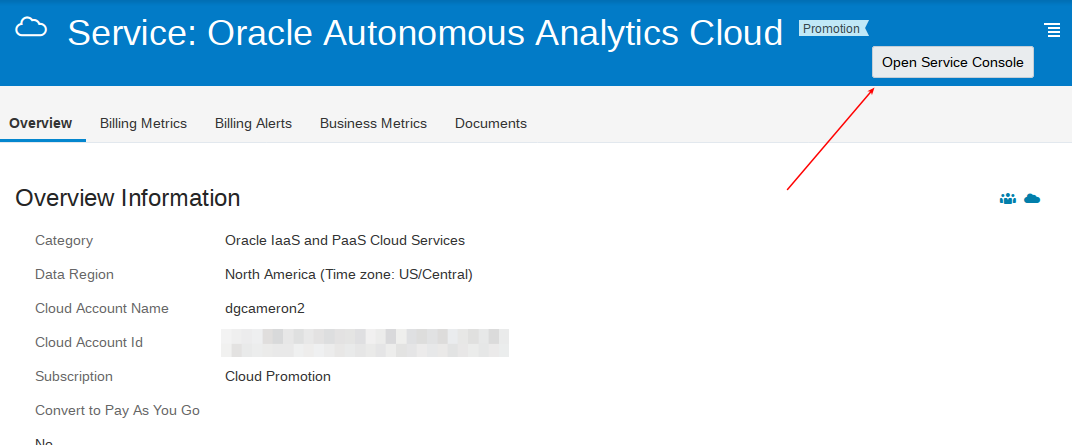 Service: Oracle Autonomous Analytics Cloud Promotion
Open Service Console
Overview Billing Metrics Billing Alerts Business Metrics Documents
Overview Information
Category Oracle IaaS and PaaS Cloud Services
Data Region North America (Time zone: US/Central)
Cloud Account Name dgcameron2
Cloud Account Id
Subscription Cloud Promotion
Convert to Pay As You Go
No